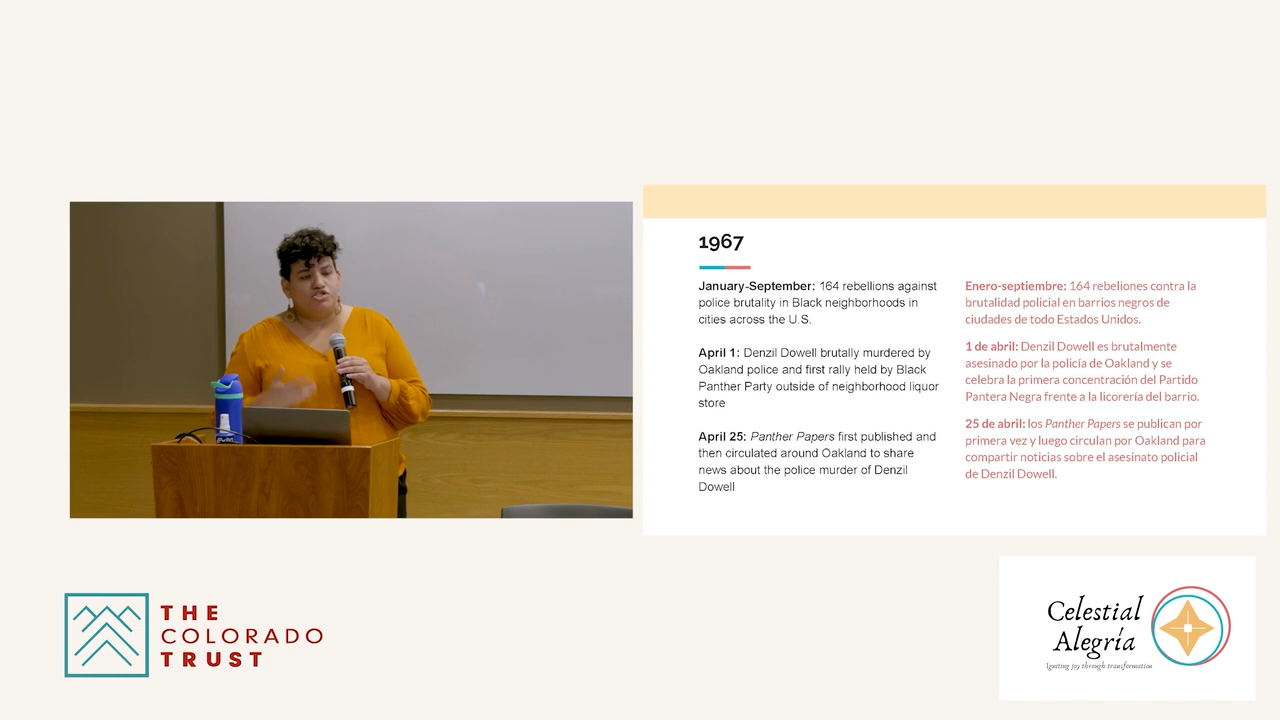 1967
January-September: 164 rebellions against
police brutality in Black neighborhoods in
cities across the U.S.
April 1: Denzil Dowell brutally murdered by
Oakland police and first rally held by Black
Panther Party outside of neighborhood liquor
store
April 25: Panther Papers first published and
then circulated around Oakland to share
news about the police murder of Denzil
Dowell
Enero-septiembre: 164 rebeliones contra la
brutalidad policial en barrios negros de
ciudades de todo Estados Unidos.
1 de abril: Denzil Dowell es brutalmente
asesinado por la policía de Oakland y se
celebra la primera concentración del Partido
Pantera Negra frente a la licorería del barrio.
25 de abril: los Panther Papers se publican por
primera vez y luego circulan por Oakland para
compartir noticias sobre el asesinato policial
de Denzil Dowell.
THE
COLORADO
TRUST
Celestial
Alegría
Igniting joy through transformation